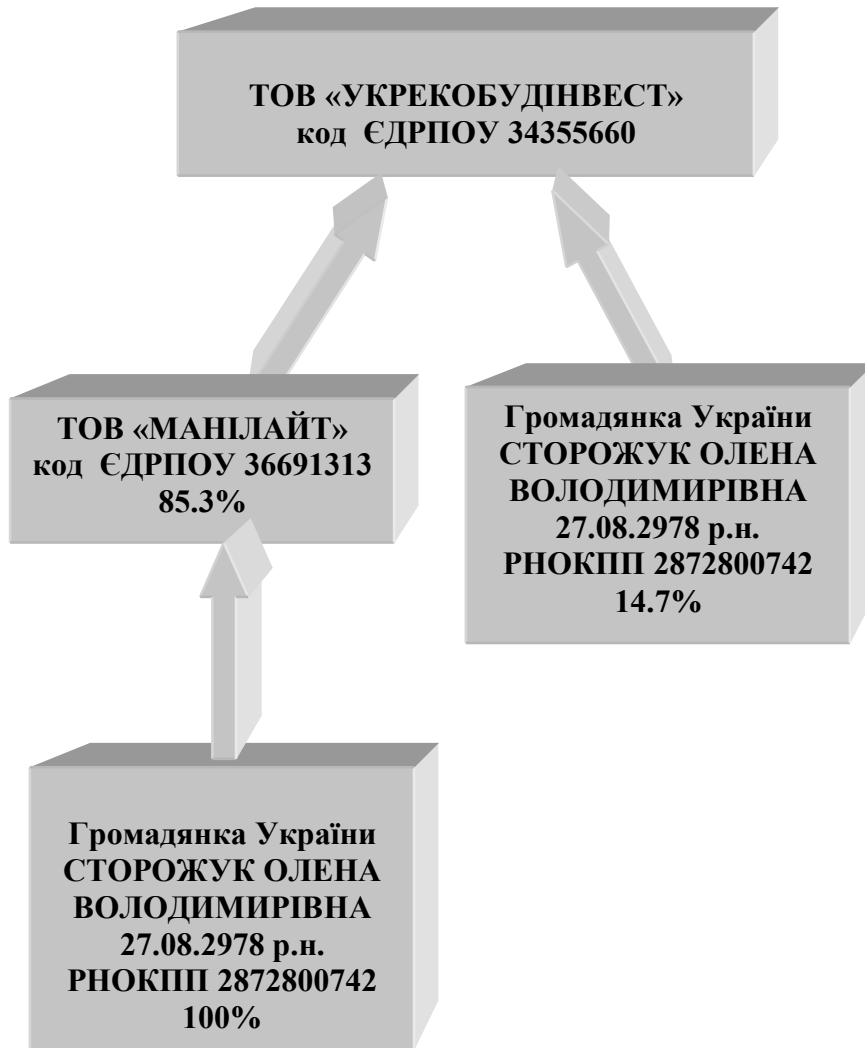 ТОВ «УКРЕКОБУДІНВЕСТ»
код ЄДРПОУ 34355660
ТОВ «МАНІЛАЙТ»
код ЄДРПОУ 36691313
85.3%
Громадянка України
СТОРОЖУК ОЛЕНА
ВОЛОДИМИРІВНА
27.08.2978 р.н.
РНОКПП 2872800742
14.7%
Громадянка України
СТОРОЖУК ОЛЕНА
ВОЛОДИМИРІВНА
27.08.2978 р.н.
РНОКПП 2872800742
100%